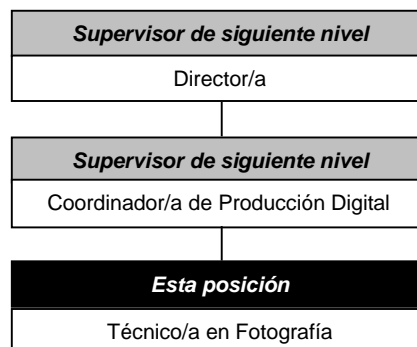 Supervisor de siguiente nivel
Director/a
Supervisor de siguiente nivel
Coordinador/a de Producción Digital
Esta posición
Técnico/a en Fotografía